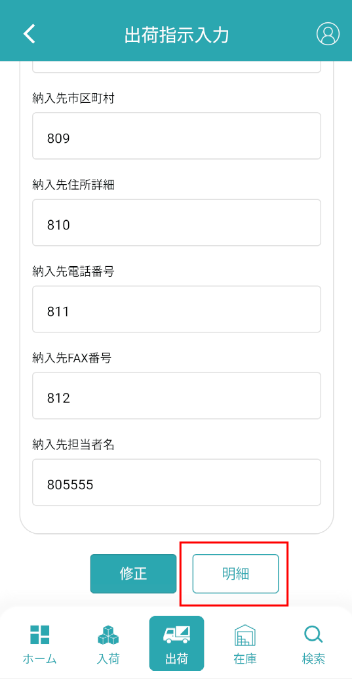 出荷指示入力
納入先市区町村
809
納入先住所詳細
810
納入先電話番号
811
納入先FAX番号
812
納入先担当者名
805555
修正
明細
ホーム
入荷
出荷
在庫
検索